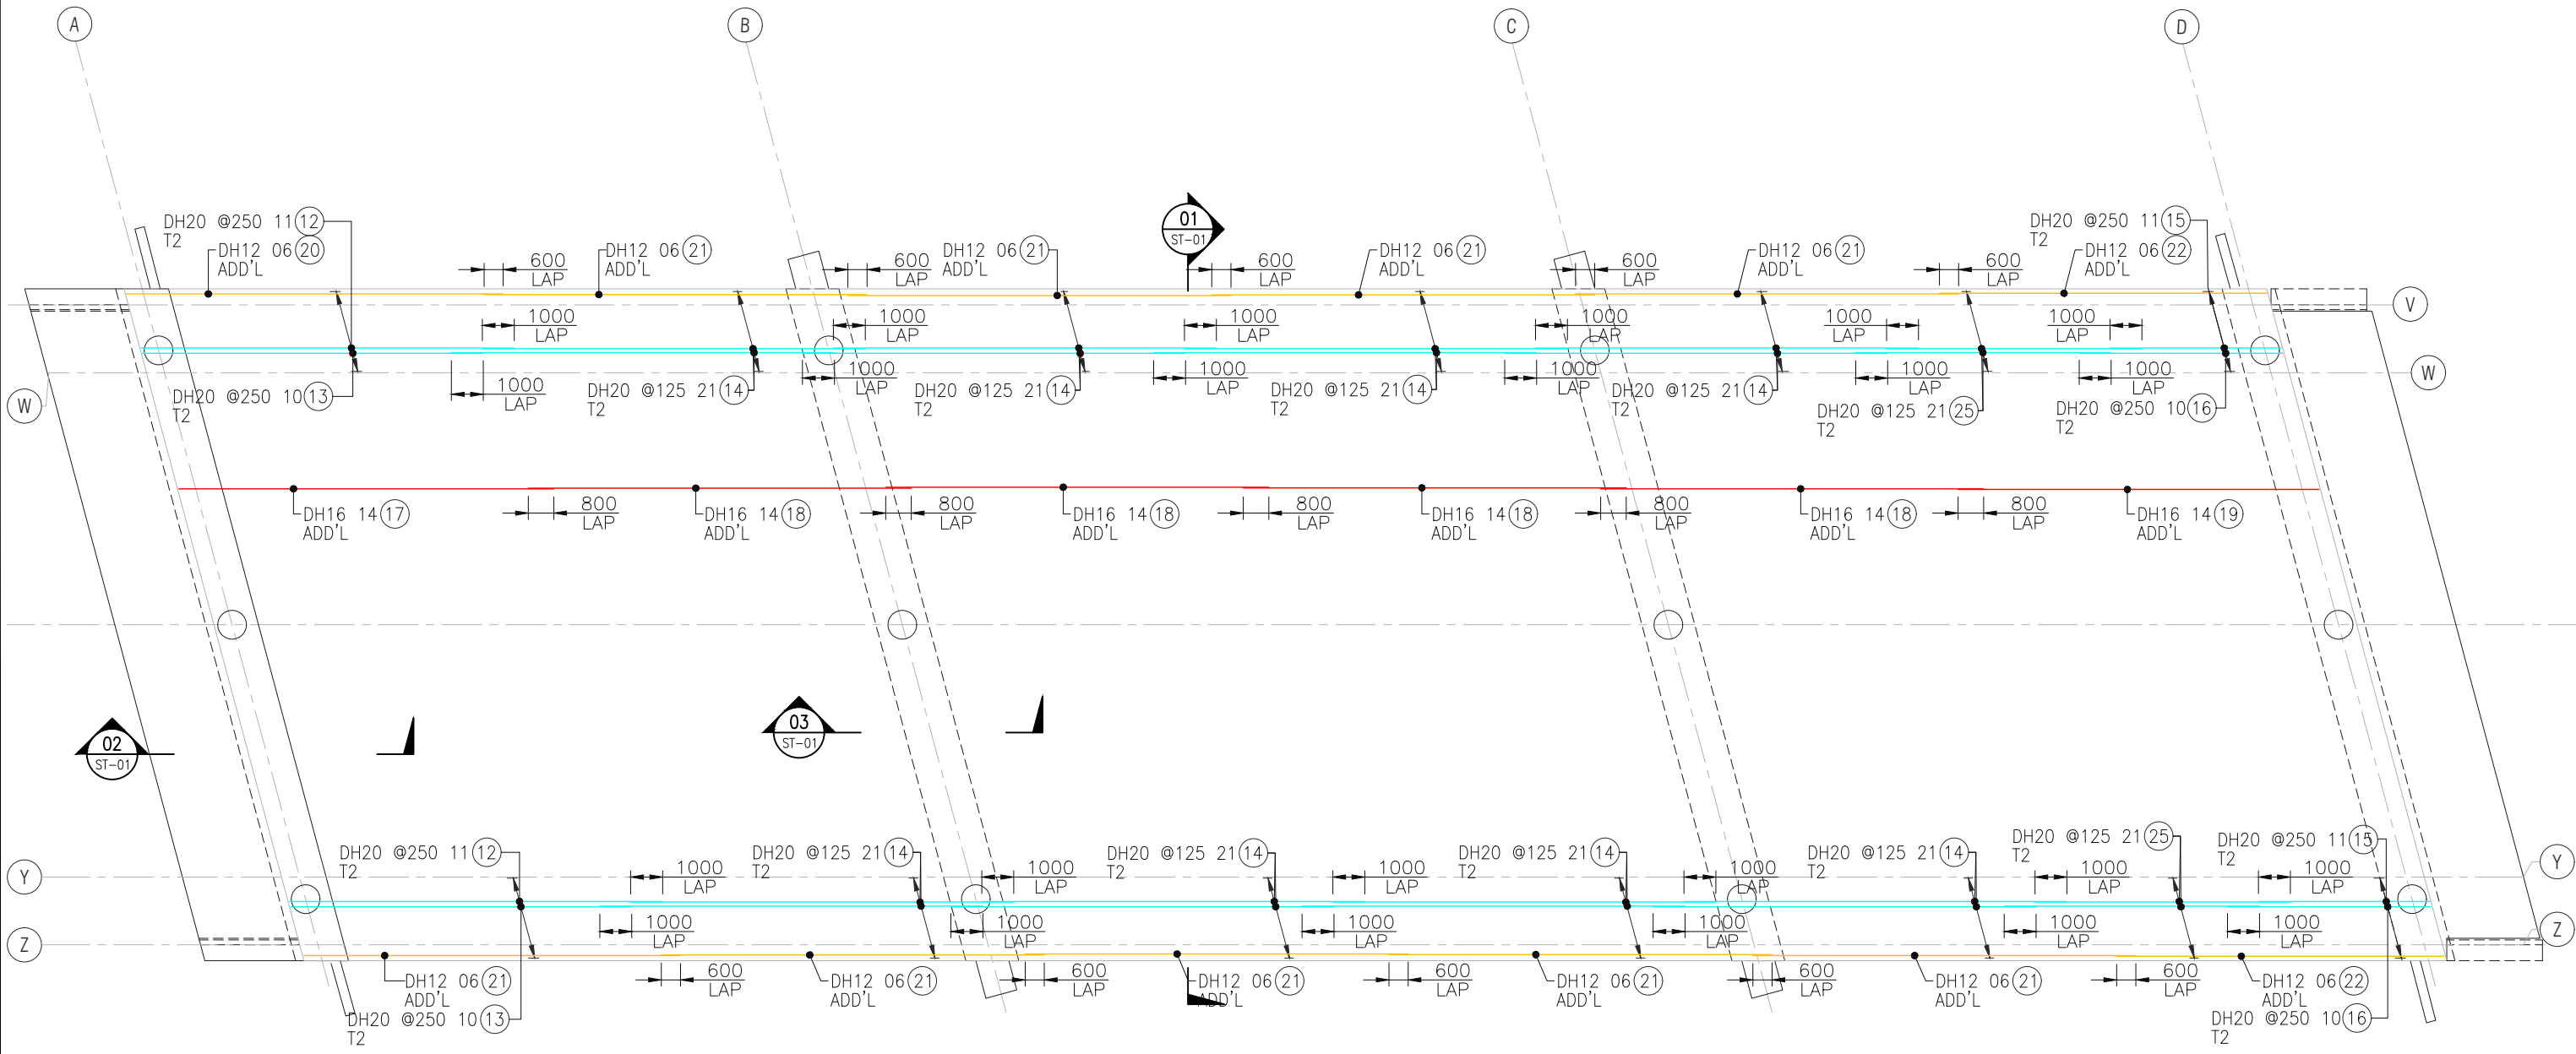 A
B
C
D
DH20 @250 11 12
T2
DH12 06 20
ADD'L
600
LAP
DH12 06 21
ADD'L
600
LAP
DH12 06 21
ADD'L
01
ST-01
600
LAP
DH12 06 21
ADD'L
600
LAP
DH12 06 21
ADD'L
600
LAP
DH20 @250 11 15
T2
DH12 06 22
ADD'L
V
1000
LAP
1000
LAP
1000
LAP
1000
LAP
1000
LAP
1000
LAP
W
DH20 @250 10 13
T2
1000
LAP
DH20 @125 21 14
T2
1000
LAP
DH20 @125 21 14
T2
1000
LAP
DH20 @125 21 14
T2
1000
LAP
DH20 @125 21 14
T2
1000
LAP
DH20 @125 21 25
T2
1000
LAP
DH20 @250 10 16
T2
W
DH16 14 17
ADD'L
800
LAP
DH16 14 18
ADD'L
800
LAP
DH16 14 18
ADD'L
800
LAP
DH16 14 18
ADD'L
800
LAP
DH16 14 18
ADD'L
800
LAP
DH16 14 19
ADD'L
02
ST-01
03
ST-01
DH20 @250 11 12
T2
1000
LAP
DH20 @125 21 14
T2
1000
LAP
DH20 @125 21 14
T2
1000
LAP
DH20 @125 21 14
T2
1000
LAP
DH20 @125 21 14
T2
DH20 @125 21 25
T2
1000
LAP
DH20 @250 11 15
T2
1000
LAP
Y
Y
1000
LAP
1000
LAP
1000
LAP
1000
LAP
1000
LAP
1000
LAP
Z
Z
DH12 06 21
ADD'L
DH20 @250 10 13
T2
600
LAP
DH12 06 21
ADD'L
600
LAP
DH12 06 21
ADD'L
600
LAP
DH12 06 21
ADD'L
600
LAP
DH12 06 21
ADD'L
600
LAP
DH12 06 22
ADD'L
DH20 @250 10 16
T2